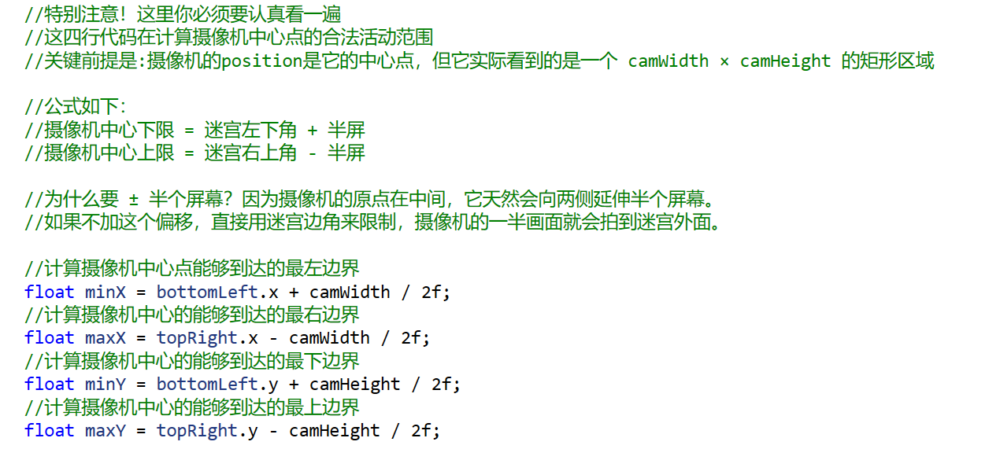 //特别注意！这里你必须要认真看一遍
//这四行代码在计算摄像机中心点的合法活动范围
//关键前提是:摄像机的position是它的中心点，但它实际看到的是一个 camWidth × camHeight 的矩形区域
//公式如下：
//摄像机中心下限 = 迷宫左下角 + 半屏
//摄像机中心上限 = 迷宫右上角 - 半屏
//为什么要 ± 半个屏幕？因为摄像机的原点在中间，它天然会向两侧延伸半个屏幕。
//如果不加这个偏移，直接用迷宫边角来限制，摄像机的一半画面就会拍到迷宫外面。
//计算摄像机中心点能够到达的最左边界
float minX = bottomLeft.x + camWidth / 2f;
//计算摄像机中心的能够到达的最右边界
float maxX = topRight.x - camWidth / 2f;
//计算摄像机中心的能够到达的最下边界
float minY = bottomLeft.y + camHeight / 2f;
//计算摄像机中心的能够到达的最上边界
float maxY = topRight.y - camHeight / 2f;